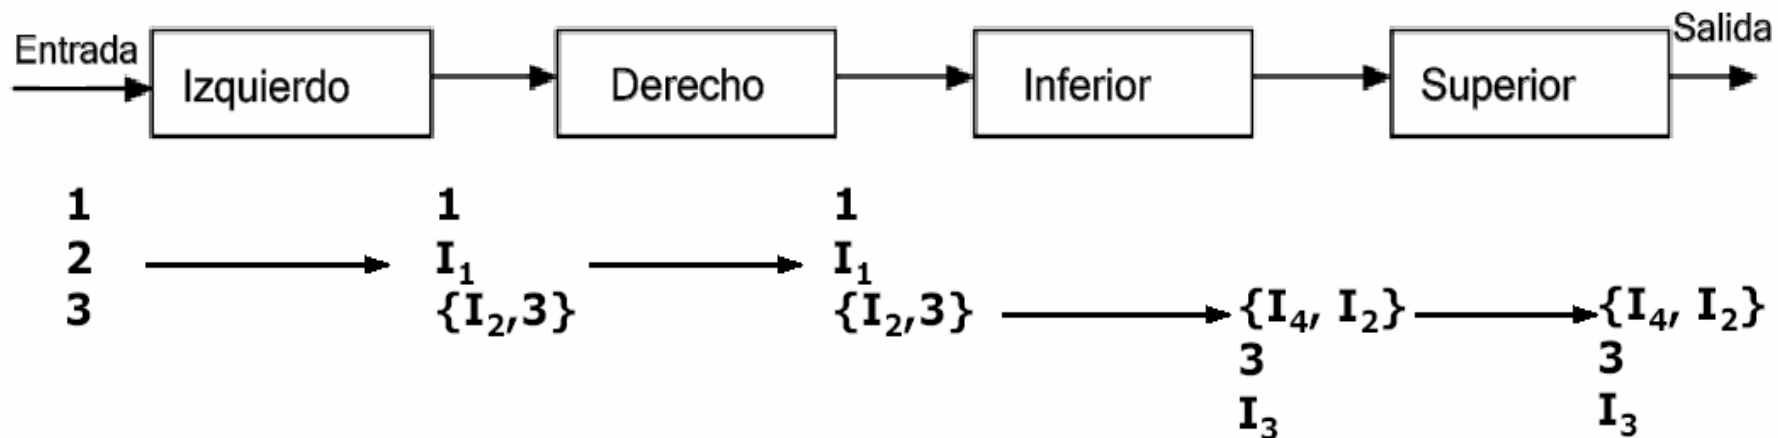 Entrada Izquierdo Derecho Inferior Superior Salida
1 1 1
2 I₁ I₁
3 {I₂,3} {I₂,3} {I₄, I₂} {I₄, I₂}
3 3
I₃ I₃